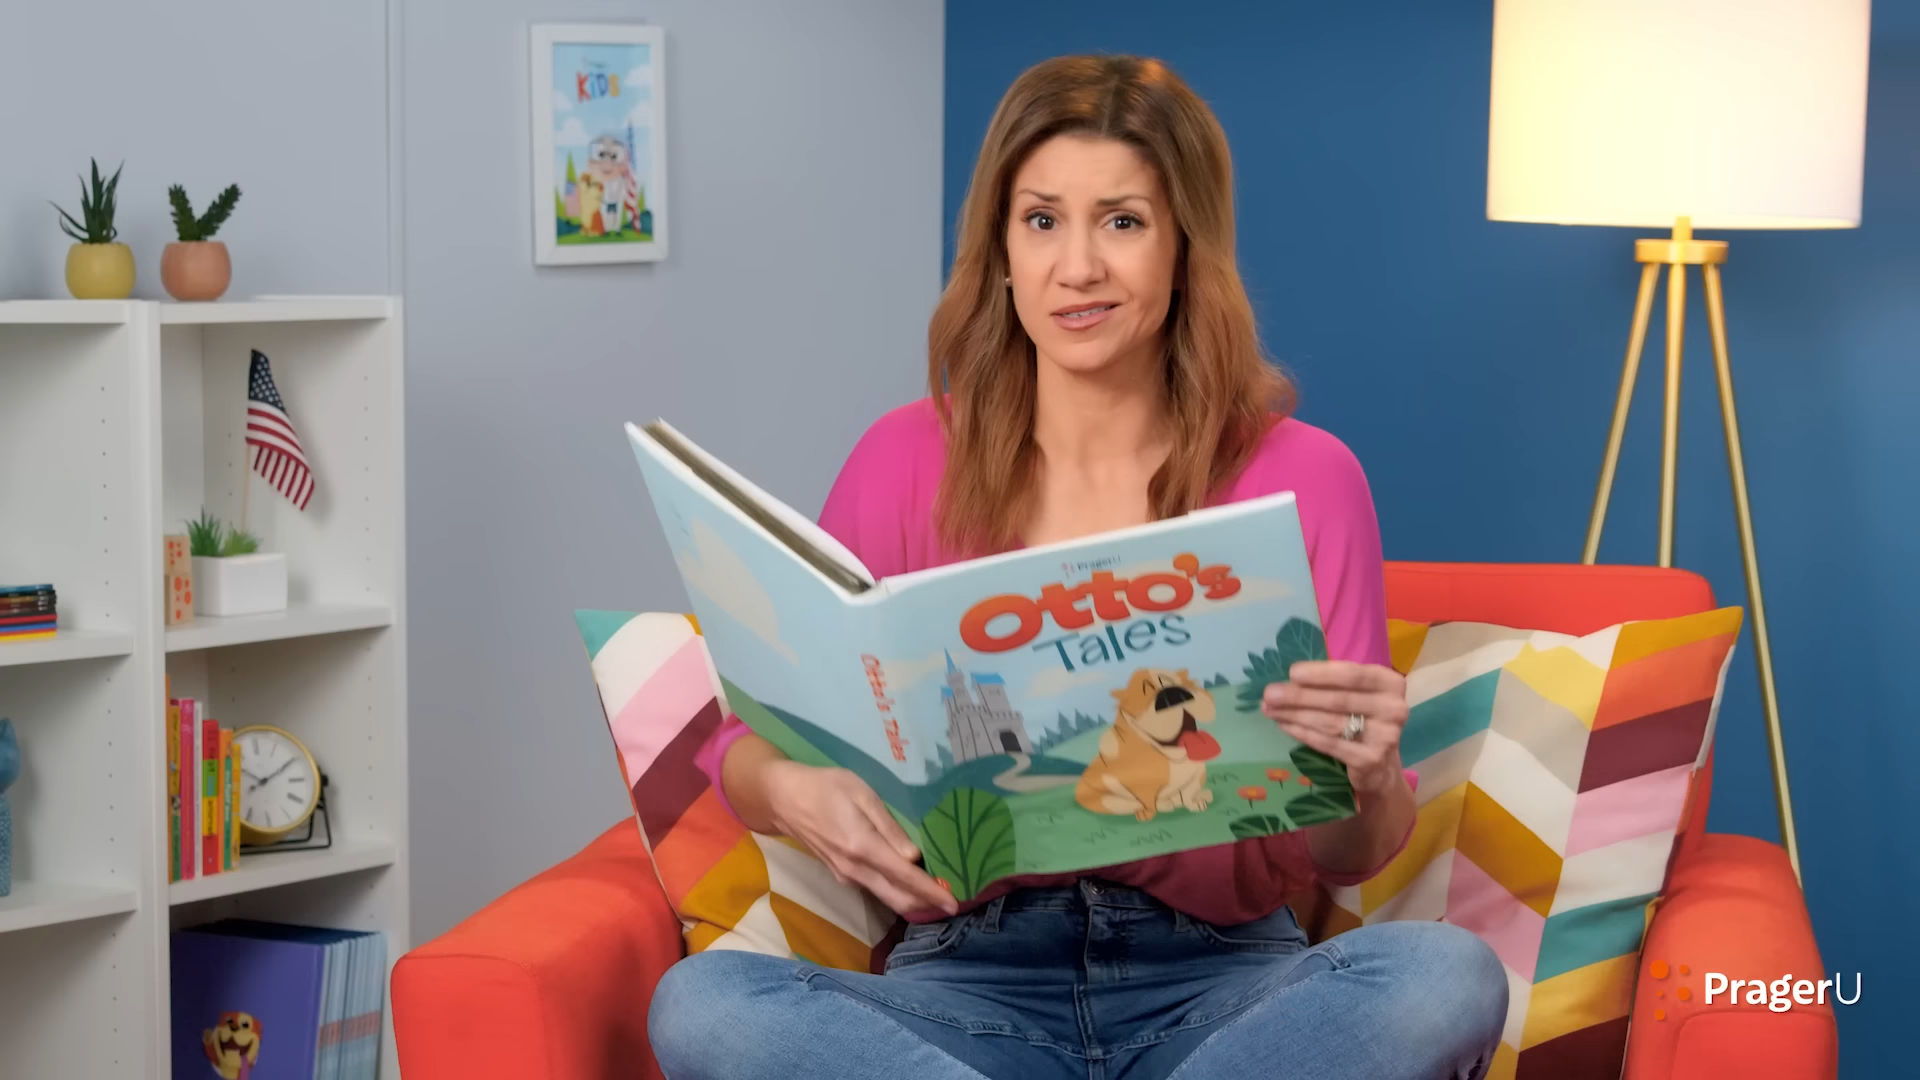 KiDS
PragerU
Otto's
Tales
Otto's Tales
PragerU